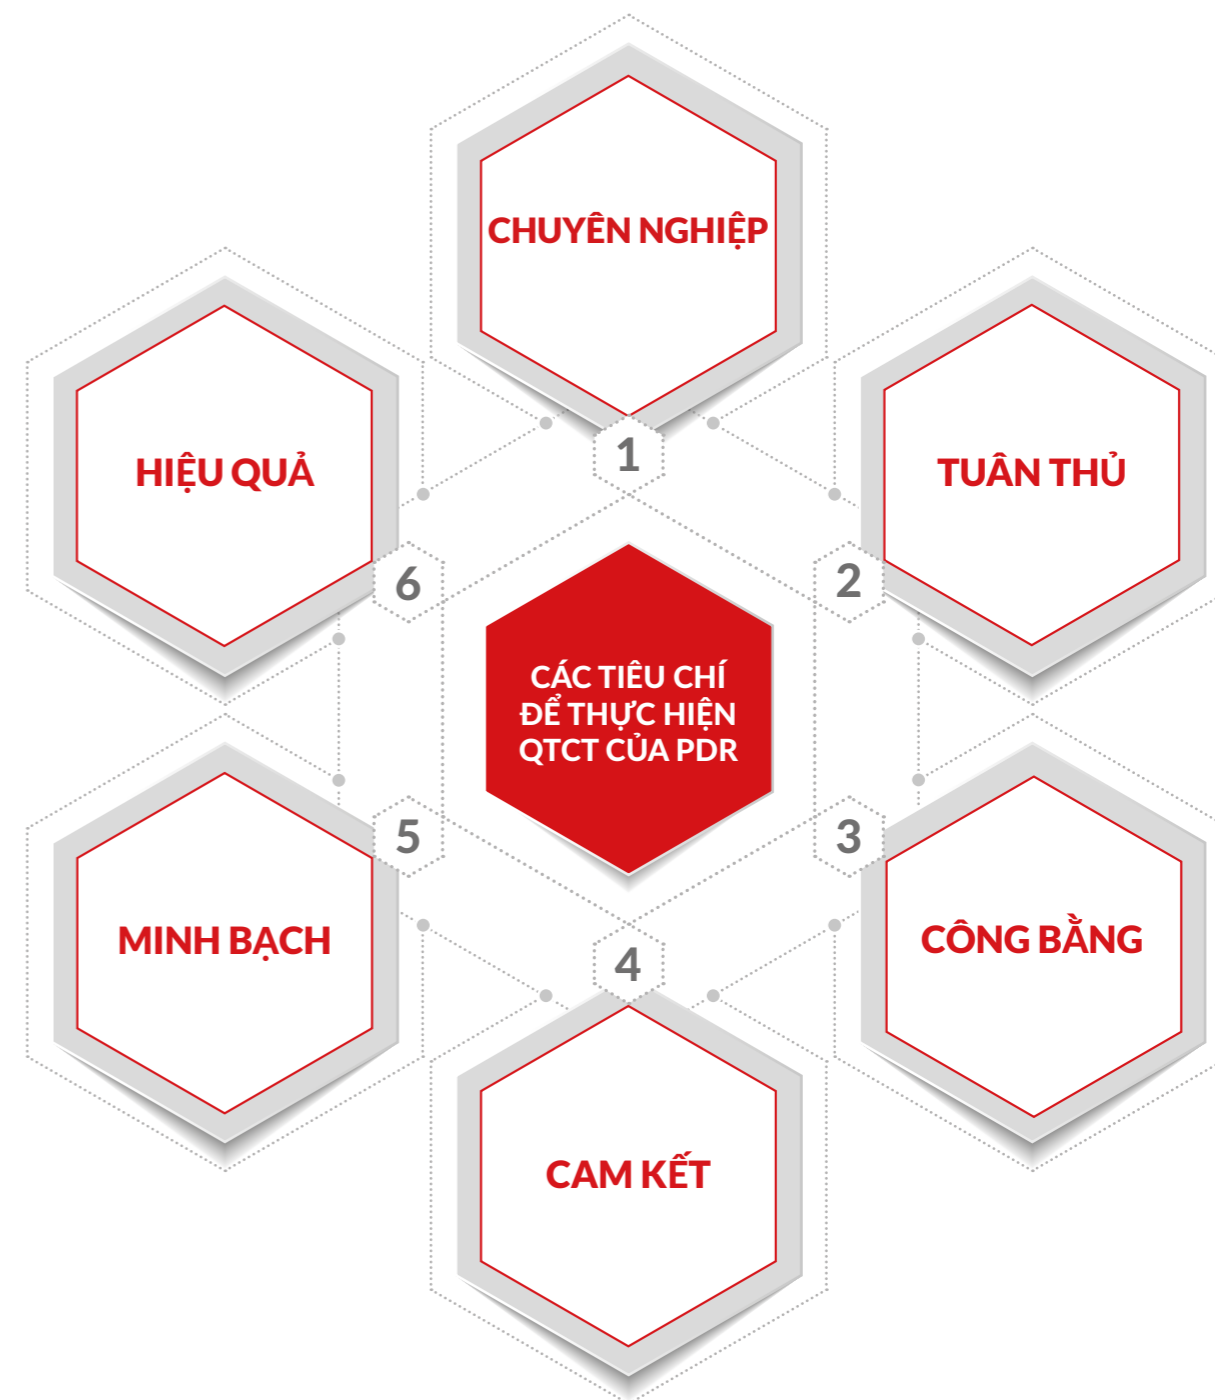 CHUYÊN NGHIỆP
1
TUÂN THỦ
2
CÔNG BẰNG
3
CAM KẾT
4
MINH BẠCH
5
HIỆU QUẢ
6
CÁC TIÊU CHÍ
ĐỂ THỰC HIỆN
QTCT CỦA PDR